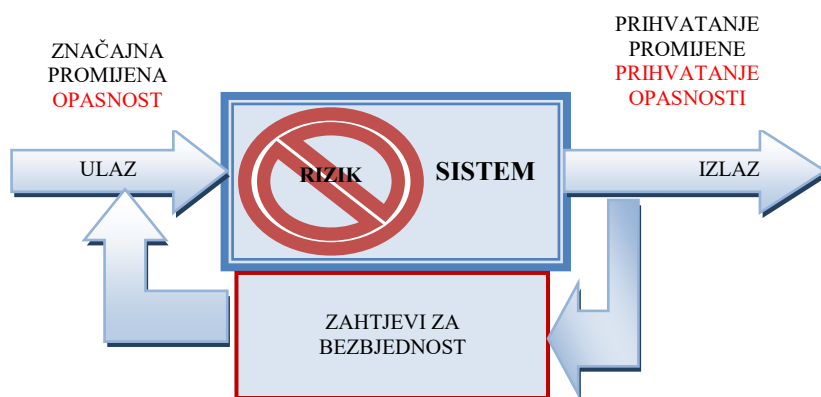 ZNAČAJNA
PROMIJENA
OPASNOST
PRIHVATANJE
PROMIJENE
PRIHVATANJE
OPASNOSTI
ULAZ
RIZIK
SISTEM
IZLAZ
ZAHTJEVI ZA
BEZBJEDNOST